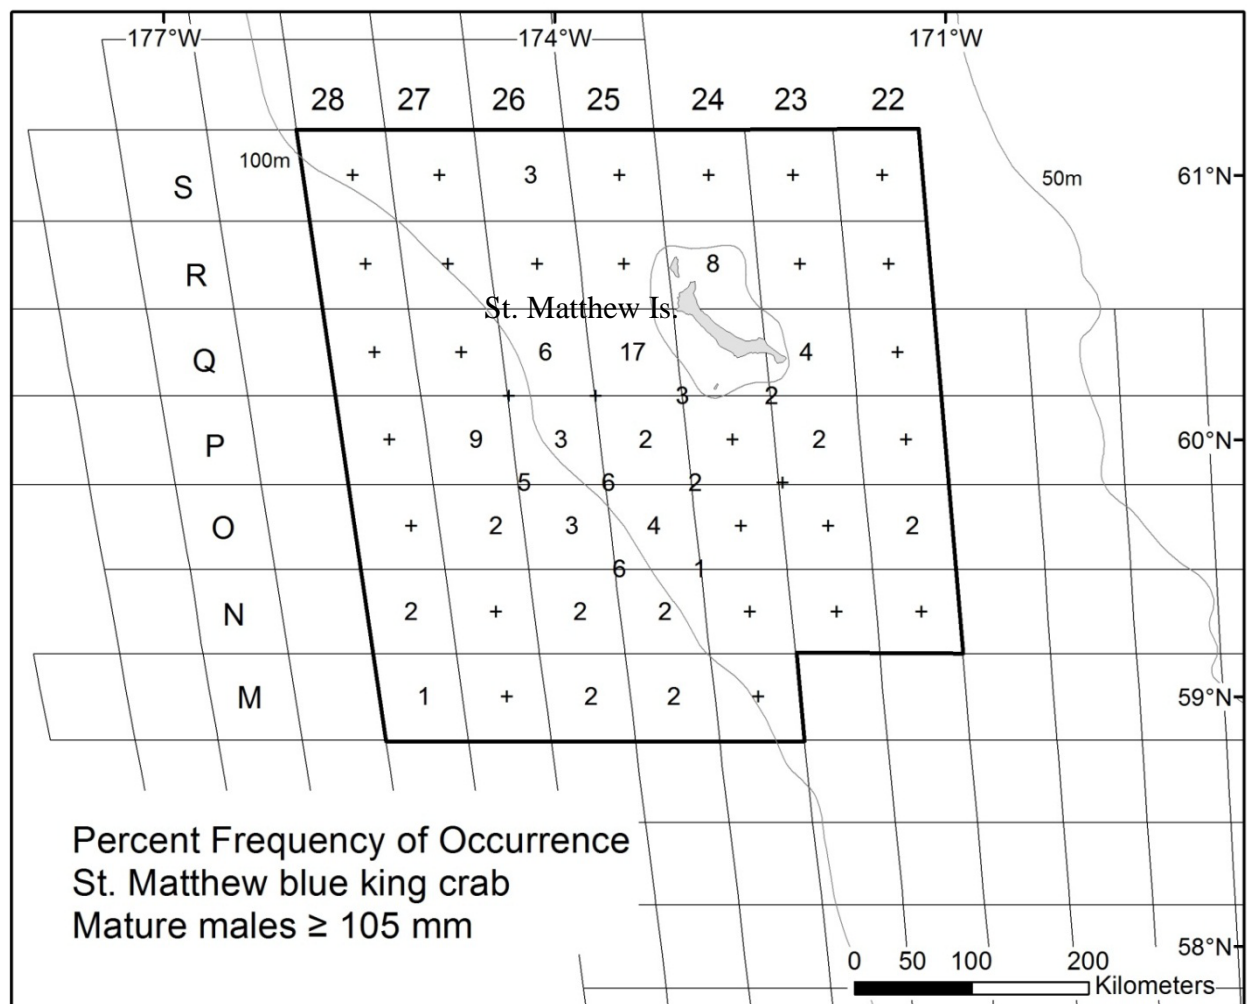 177°W 174°W 171°W
28 27 26 25 24 23 22
100m
50m
61°N
S + + 3 + + + +
R + + + + 8 + +
St. Matthew Is.
Q + + 6 17 4 +
+ + 3 2
P + 9 3 2 + 2 + 60°N
5 6 2 +
O + 2 3 4 + + 2
6 1
N 2 + 2 2 + + +
M 1 + 2 2 + 59°N
Percent Frequency of Occurrence
St. Matthew blue king crab
Mature males ≥ 105 mm
58°N
0 50 100 200
Kilometers